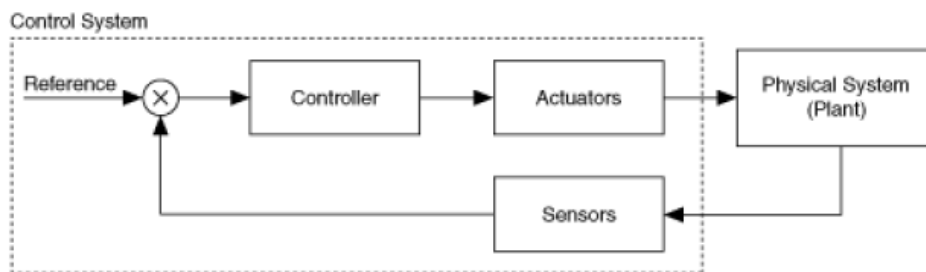 Control System
Reference
Controller
Actuators
Physical System
(Plant)
Sensors